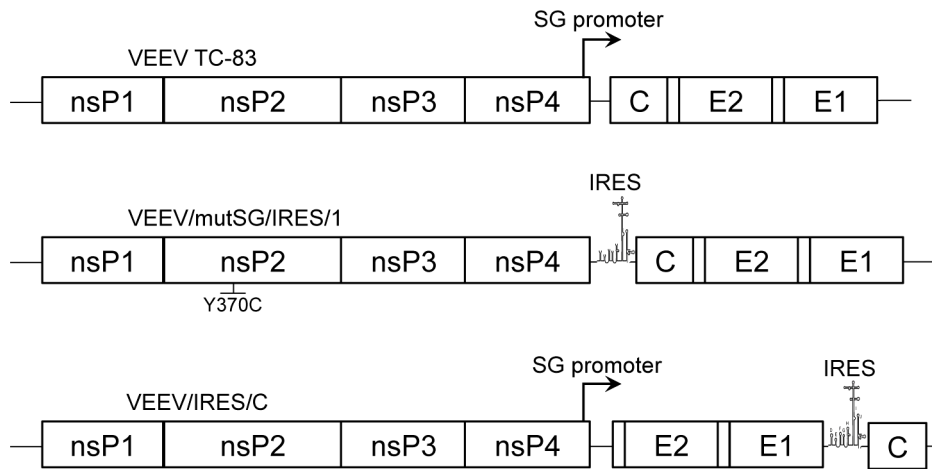 SG promoter
VEEV TC-83
nsP1 nsP2 nsP3 nsP4 C E2 E1
IRES
VEEV/mutSG/IRES/1
nsP1 nsP2 nsP3 nsP4 C E2 E1
Y370C
SG promoter
IRES
VEEV/IRES/C
nsP1 nsP2 nsP3 nsP4 E2 E1 C